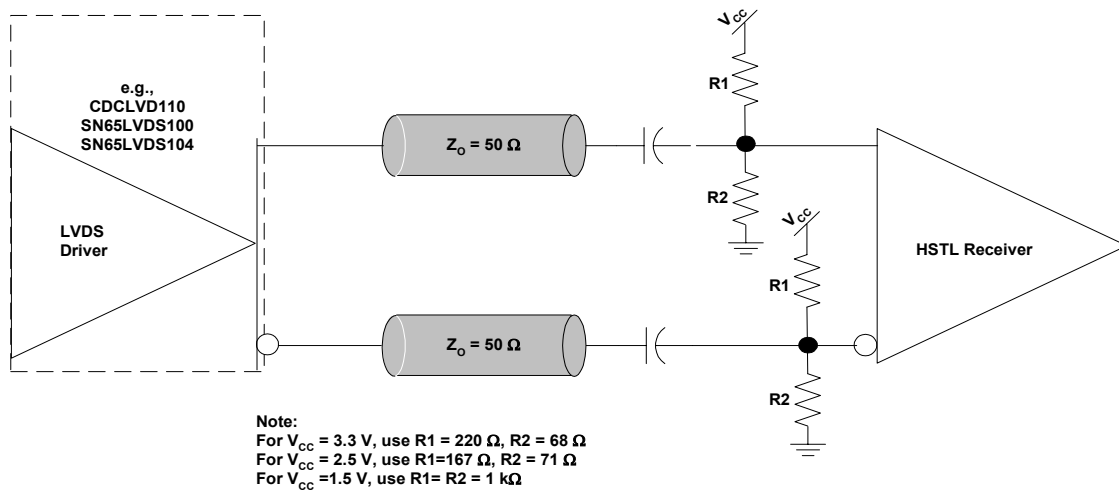 e.g.,
CDCLVD110
SN65LVDS100
SN65LVDS104
LVDS
Driver
Z_O = 50 Ω
V_CC
R1
R2
HSTL Receiver
V_CC
R1
Z_O = 50 Ω
R2
Note:
For V_CC = 3.3 V, use R1 = 220 Ω, R2 = 68 Ω
For V_CC = 2.5 V, use R1=167 Ω, R2 = 71 Ω
For V_CC =1.5 V, use R1= R2 = 1 kΩ